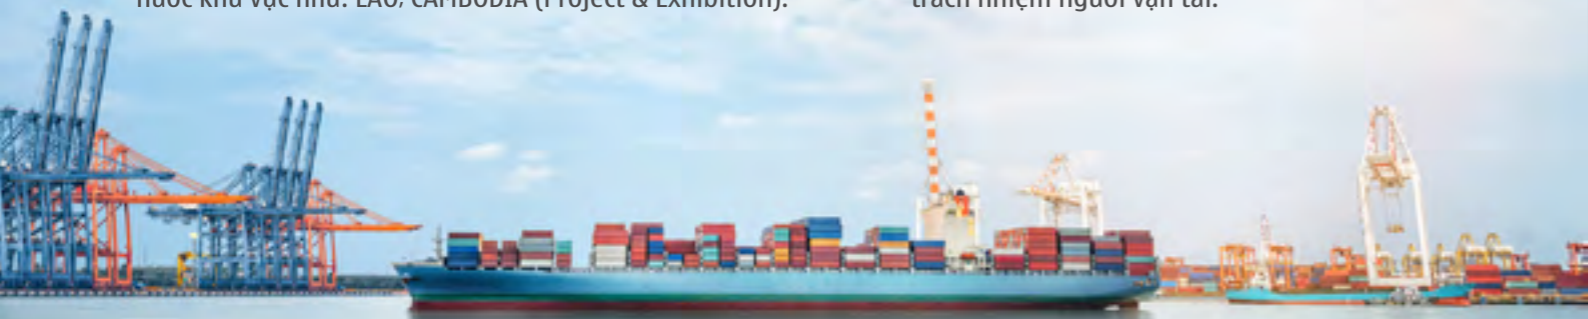 nước khu vực như: LAO, CAMBODIA (Project & Exhibition).
trách nhiệm người vận tải.